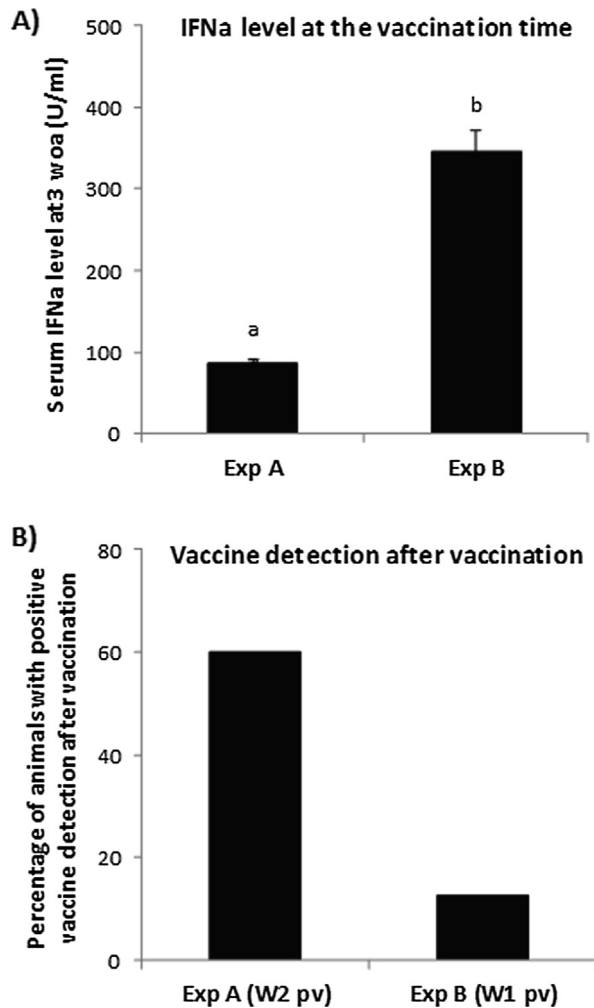 A)
IFNa level at the vaccination time
Serum IFNa level at 3 woa (U/ml)
500
400
300
200
100
0
a
b
Exp A
Exp B
B)
Vaccine detection after vaccination
Percentage of animals with positive
vaccine detection after vaccination
80
60
40
20
0
Exp A (W2 pv)
Exp B (W1 pv)